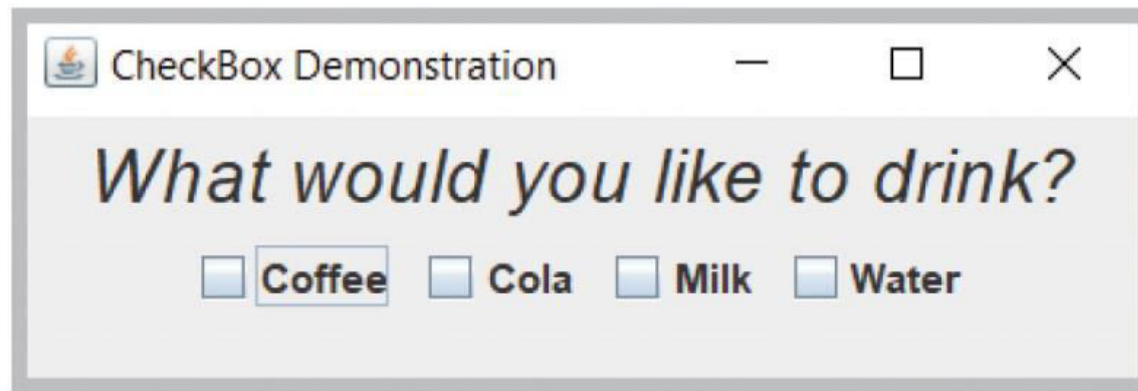 CheckBox Demonstration
What would you like to drink?
Coffee Cola Milk Water